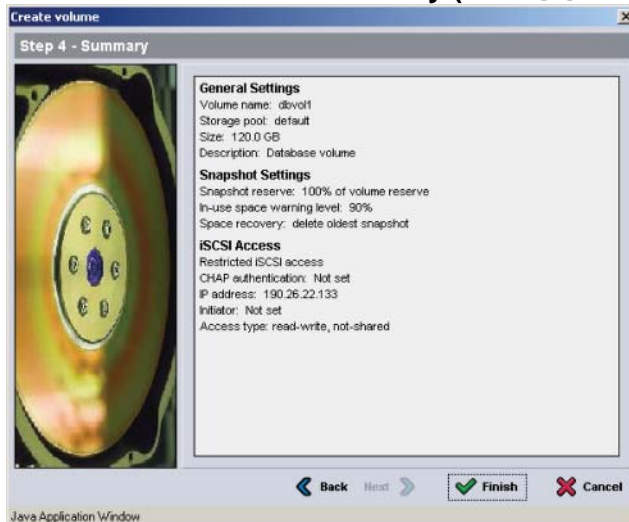 Create volume
Step 4 - Summary
General Settings
Volume name: dbvol1
Storage pool: default
Size: 120.0 GB
Description: Database volume
Snapshot Settings
Snapshot reserve: 100% of volume reserve
In-use space warning level: 90%
Space recovery: delete oldest snapshot
iSCSI Access
Restricted iSCSI access
CHAP authentication: Not set
IP address: 190.26.22.133
Initiator: Not set
Access type: read-write, not-shared
Back Next Finish Cancel
Java Application Window